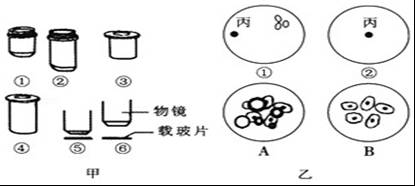 丙
丙
① ② ③ ① ②
物镜
载玻片
④ ⑤ ⑥ A B
甲 乙